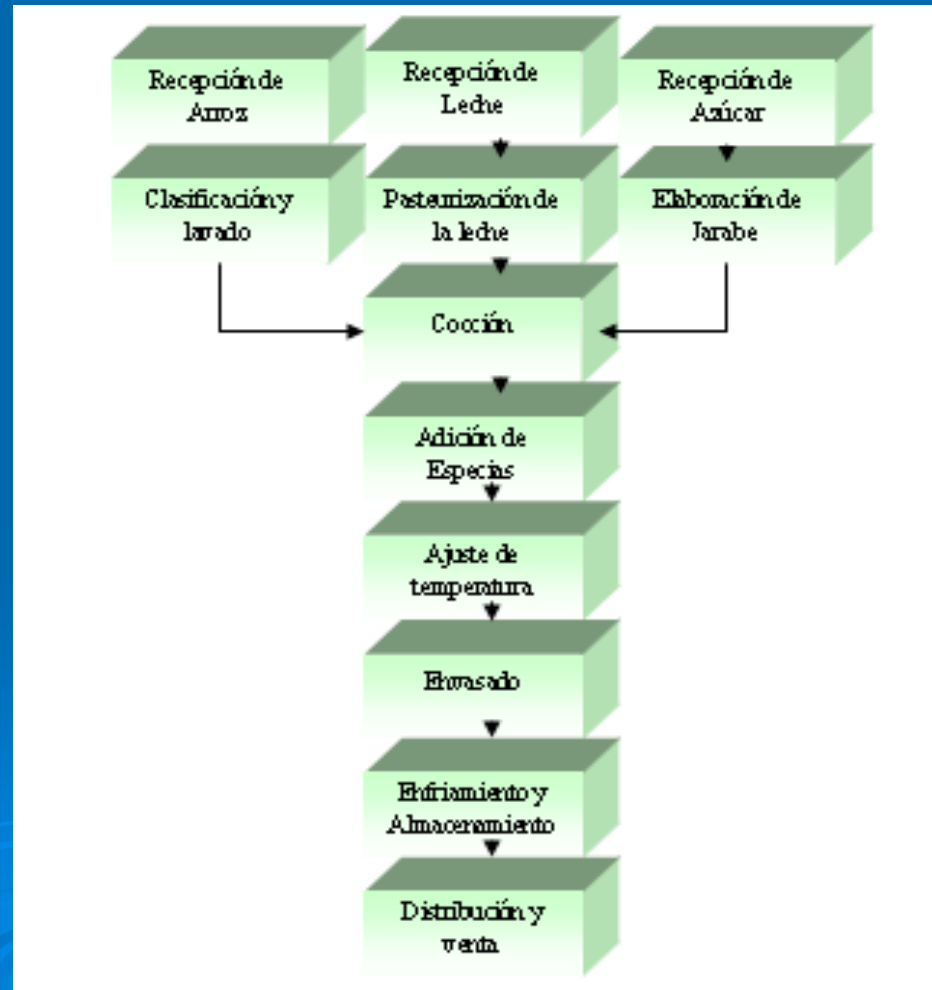 Recepción de
Arroz
Recepción de
Leche
Recepción de
Azúcar
Clasificación y
lavado
Pasteurización de
la leche
Elaboración de
Jarabe
Cocción
Adición de
Especias
Ajuste de
temperatura
Envasado
Enfriamiento y
Almacenamiento
Distribución y
venta